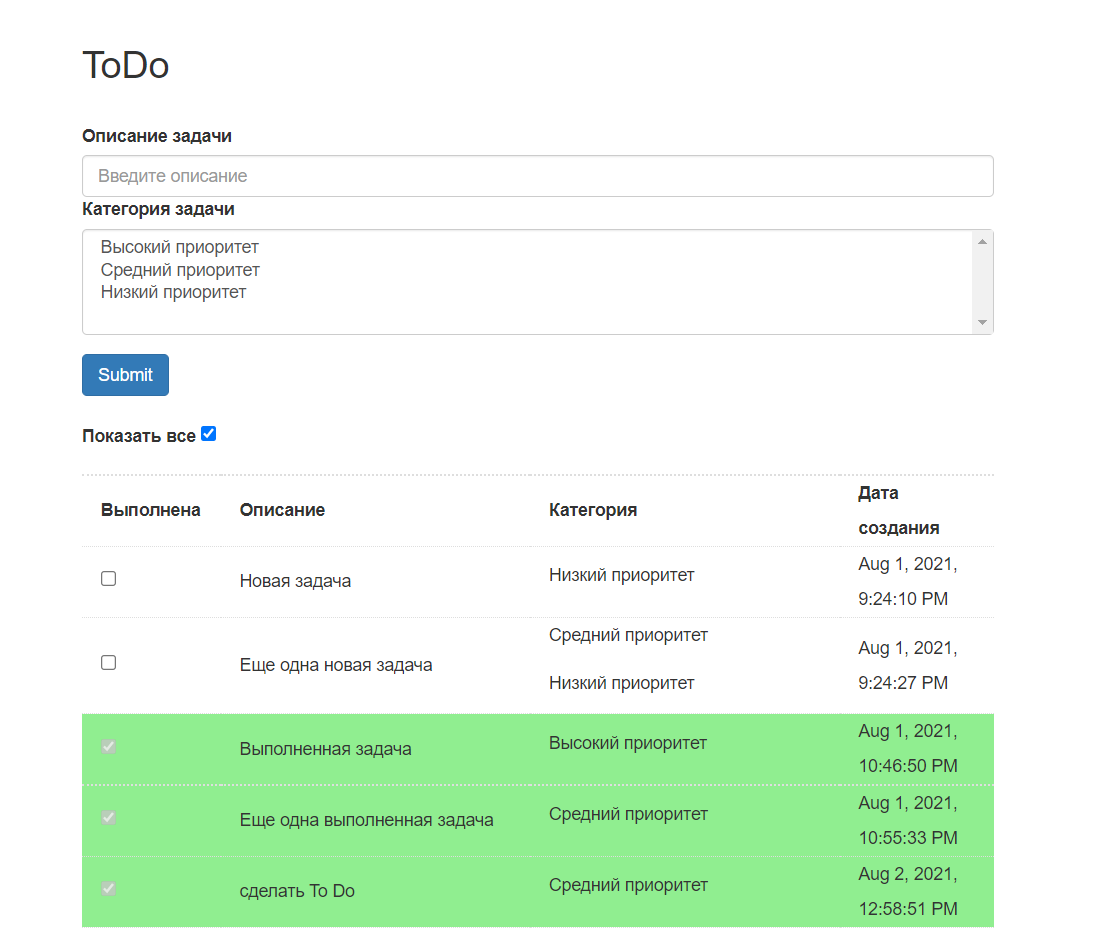 ToDo
Описание задачи
Введите описание
Категория задачи
Высокий приоритет
Средний приоритет
Низкий приоритет
Submit
Показать все
Выполнена Описание Категория Дата создания
Новая задача Низкий приоритет Aug 1, 2021, 9:24:10 PM
Еще одна новая задача Средний приоритет Низкий приоритет Aug 1, 2021, 9:24:27 PM
Выполненная задача Высокий приоритет Aug 1, 2021, 10:46:50 PM
Еще одна выполненная задача Средний приоритет Aug 1, 2021, 10:55:33 PM
сделать To Do Средний приоритет Aug 2, 2021, 12:58:51 PM